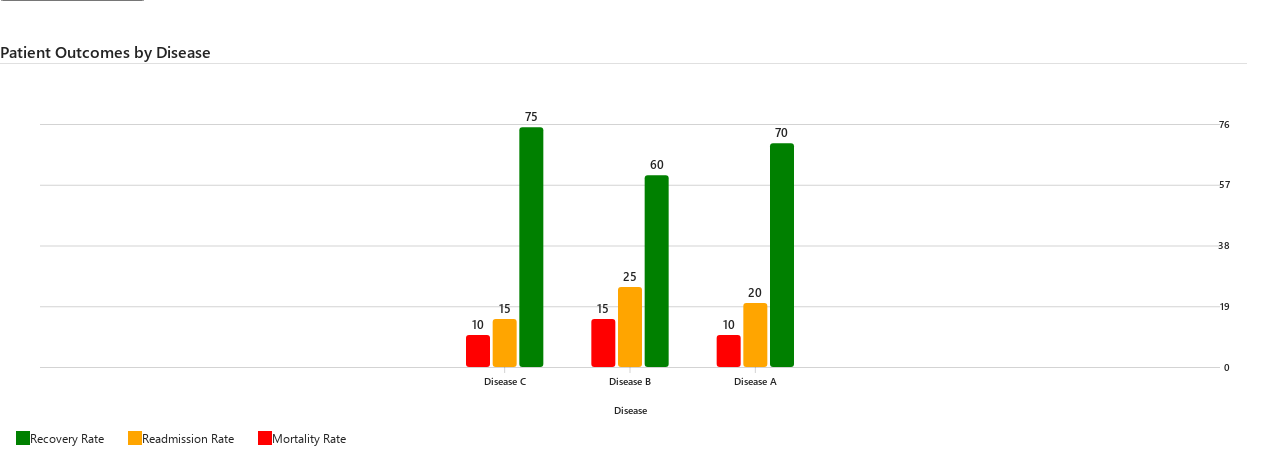 Patient Outcomes by Disease
75
76
70
60
57
38
25
20
15
15
19
10
10
0
Disease C
Disease B
Disease A
Disease
Recovery Rate
Readmission Rate
Mortality Rate